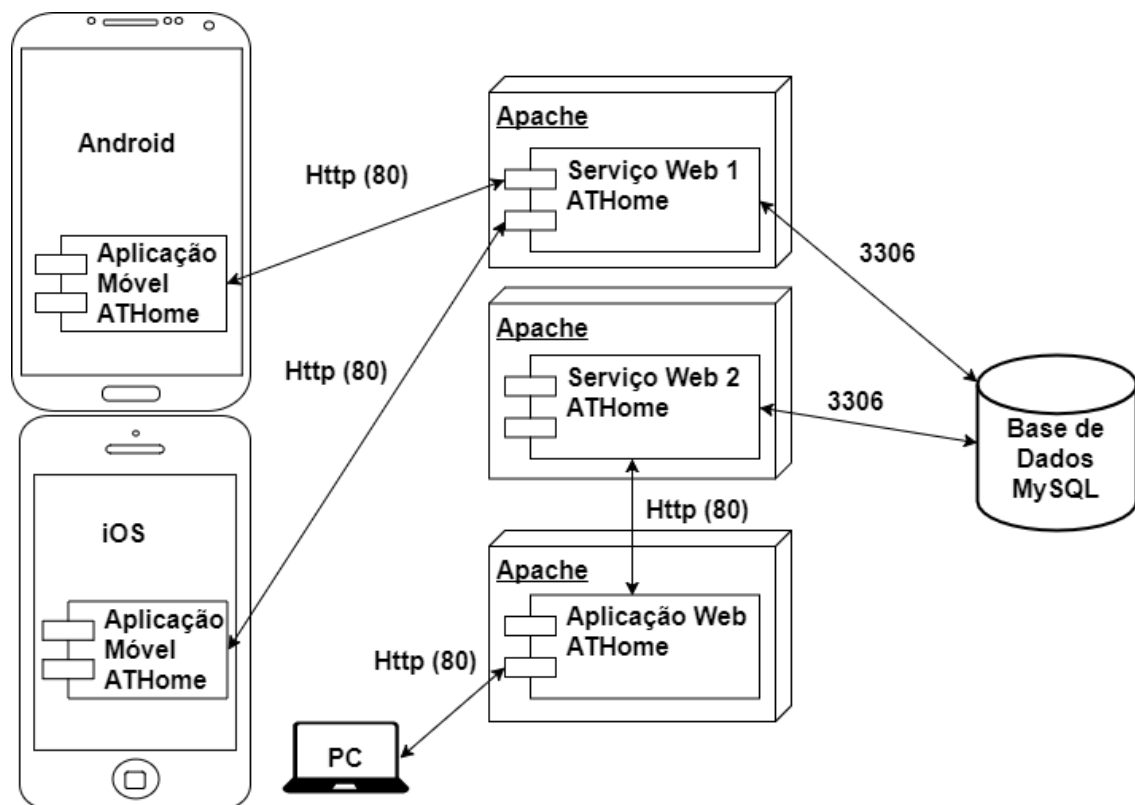 Android
Aplicação
Móvel
ATHome
Http (80)
Apache
Serviço Web 1
ATHome
3306
Apache
Serviço Web 2
ATHome
3306
Http (80)
Base de
Dados
MySQL
iOS
Aplicação
Móvel
ATHome
Http (80)
Apache
Aplicação Web
ATHome
Http (80)
PC